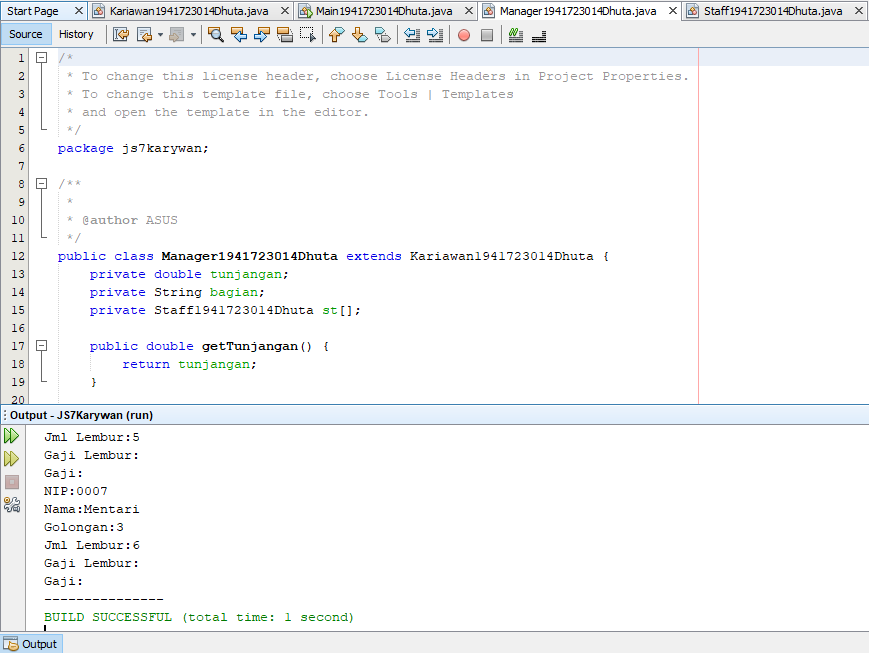 Start Page Kariawan1941723014Dhuta.java Main1941723014Dhuta.java Manager1941723014Dhuta.java Staff1941723014Dhuta.java
Source History
1 /*
2 * To change this license header, choose License Headers in Project Properties.
3 * To change this template file, choose Tools | Templates
4 * and open the template in the editor.
5 */
6 package js7karywan;
7
8 /**
9 *
10 * @author ASUS
11 */
12 public class Manager1941723014Dhuta extends Kariawan1941723014Dhuta {
13 private double tunjangan;
14 private String bagian;
15 private Staff1941723014Dhuta st[];
16
17 public double getTunjangan() {
18 return tunjangan;
19 }
20
Output - JS7Karywan (run)
Jml Lembur:5
Gaji Lembur:
Gaji:
NIP:0007
Nama:Mentari
Golongan:3
Jml Lembur:6
Gaji Lembur:
Gaji:
---------------
BUILD SUCCESSFUL (total time: 1 second)
Output